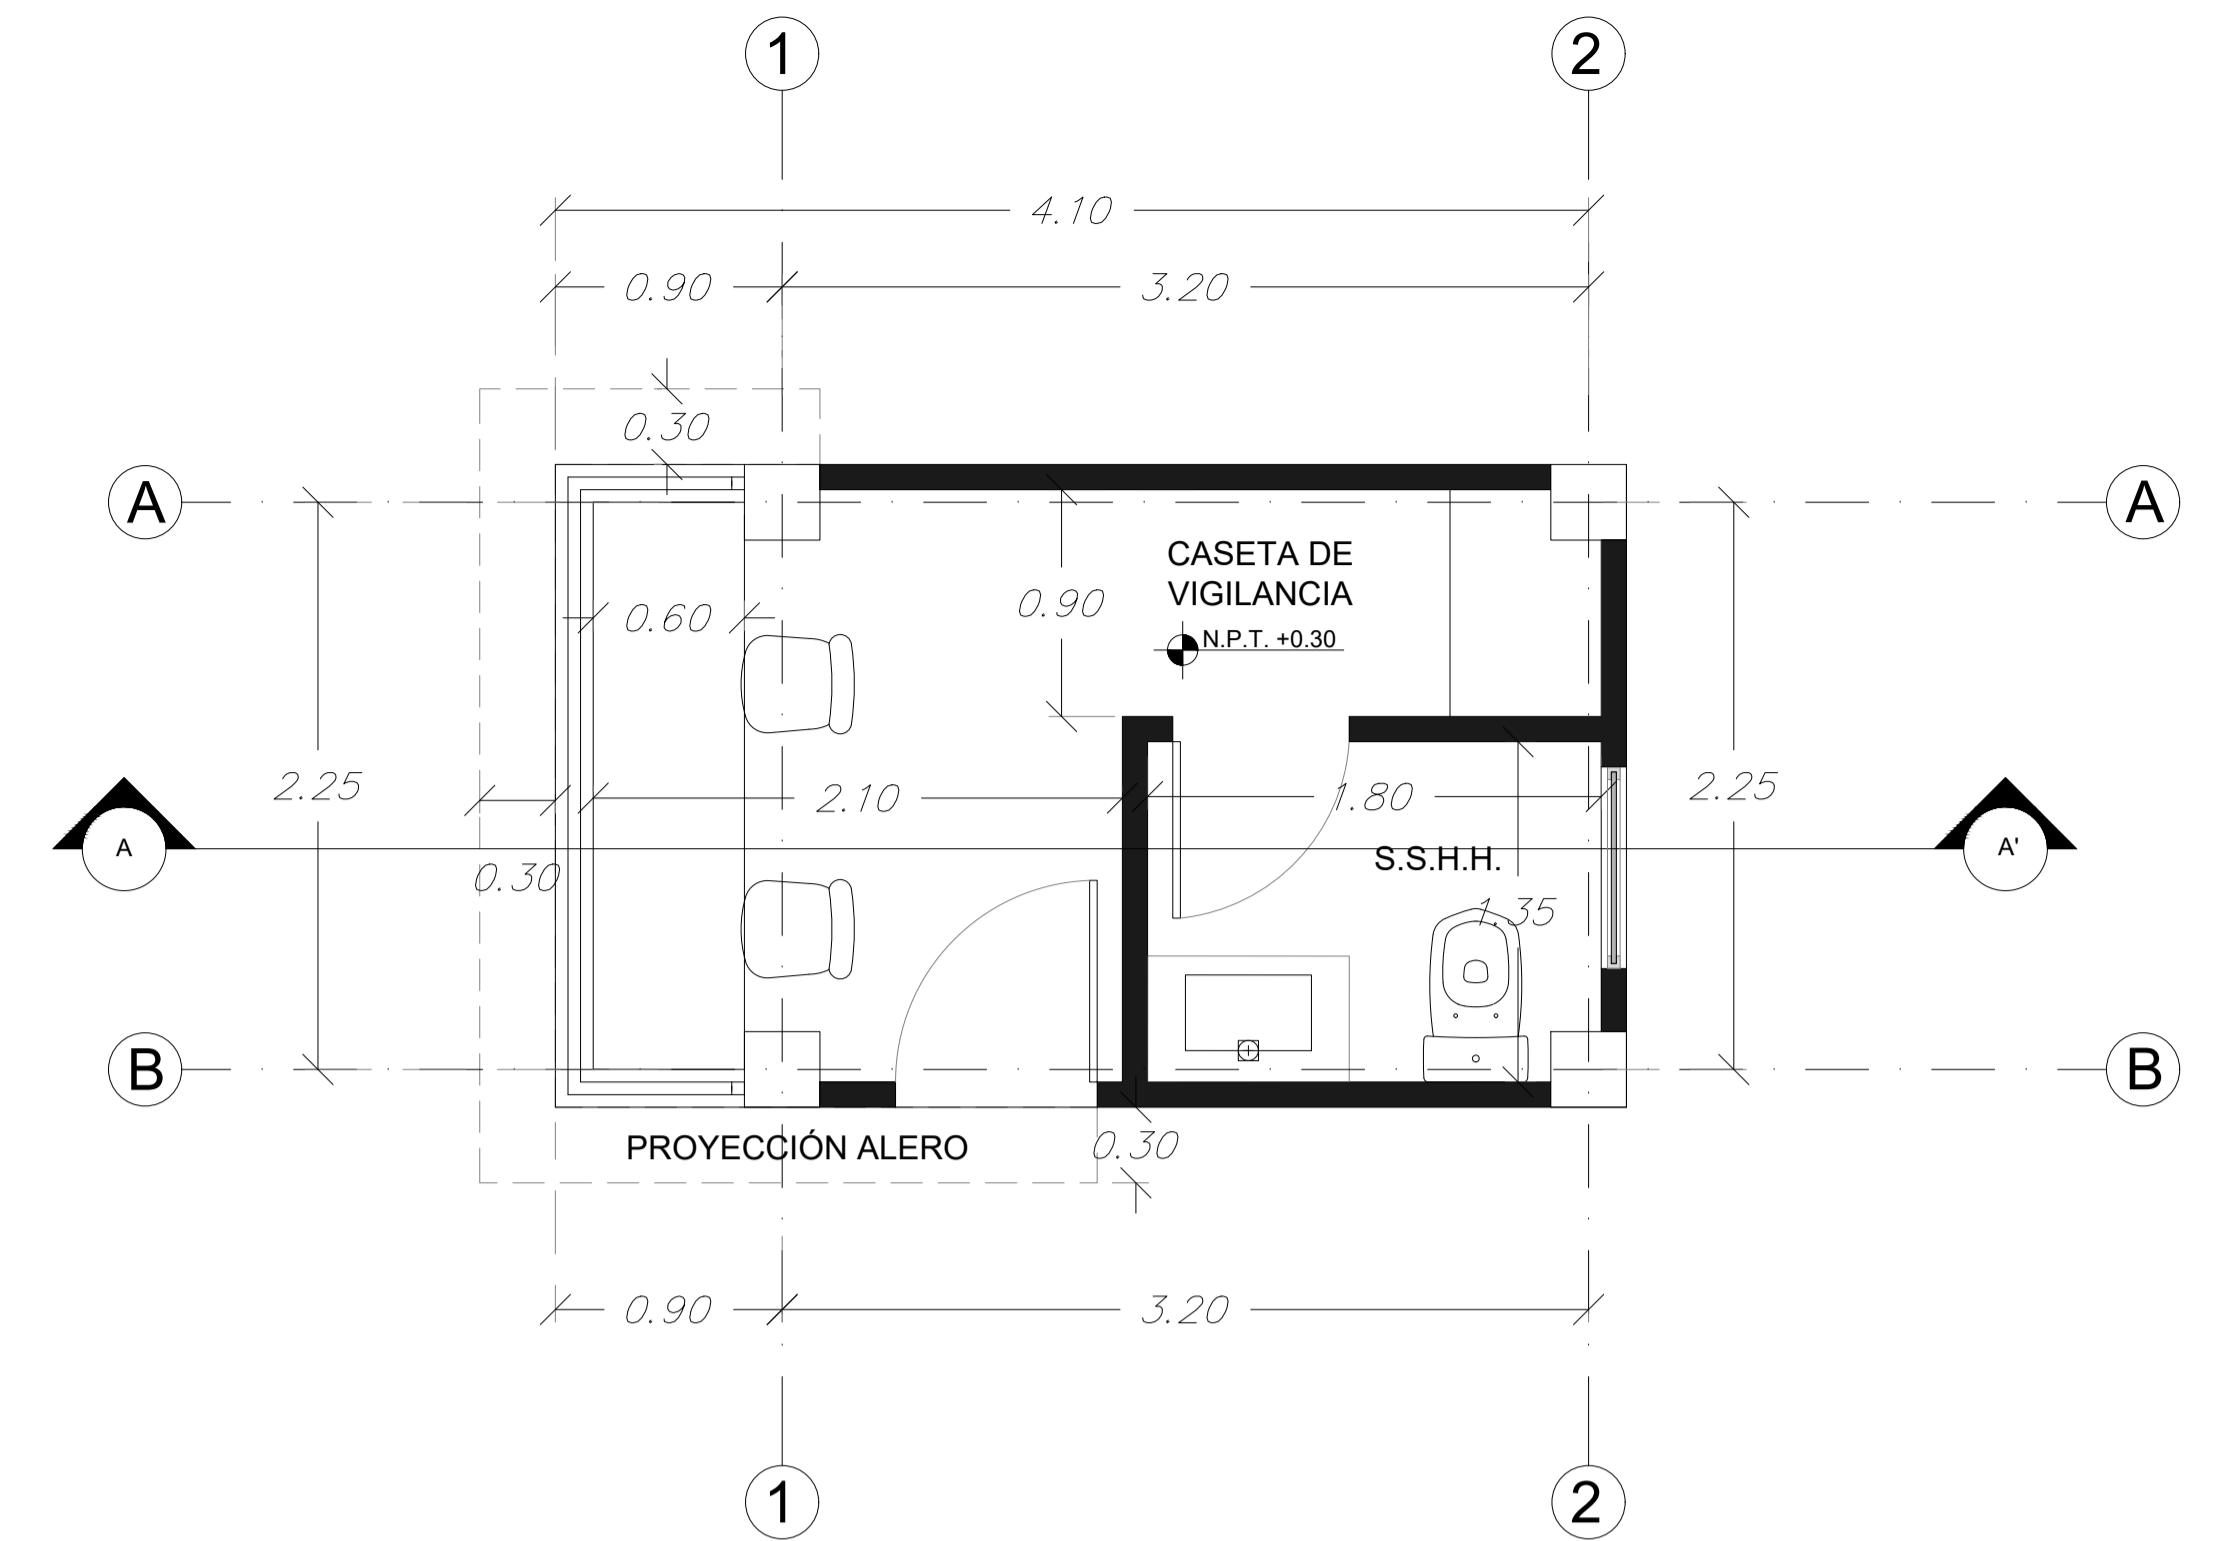 1
2
4.10
0.90
3.20
0.30
A
A
CASETA DE
VIGILANCIA
0.60
0.90
N.P.T. +0.30
2.25
2.10
1.80
2.25
A
A'
S.S.H.H.
0.30
1.35
B
B
PROYECCIÓN ALERO
0.30
0.90
3.20
1
2